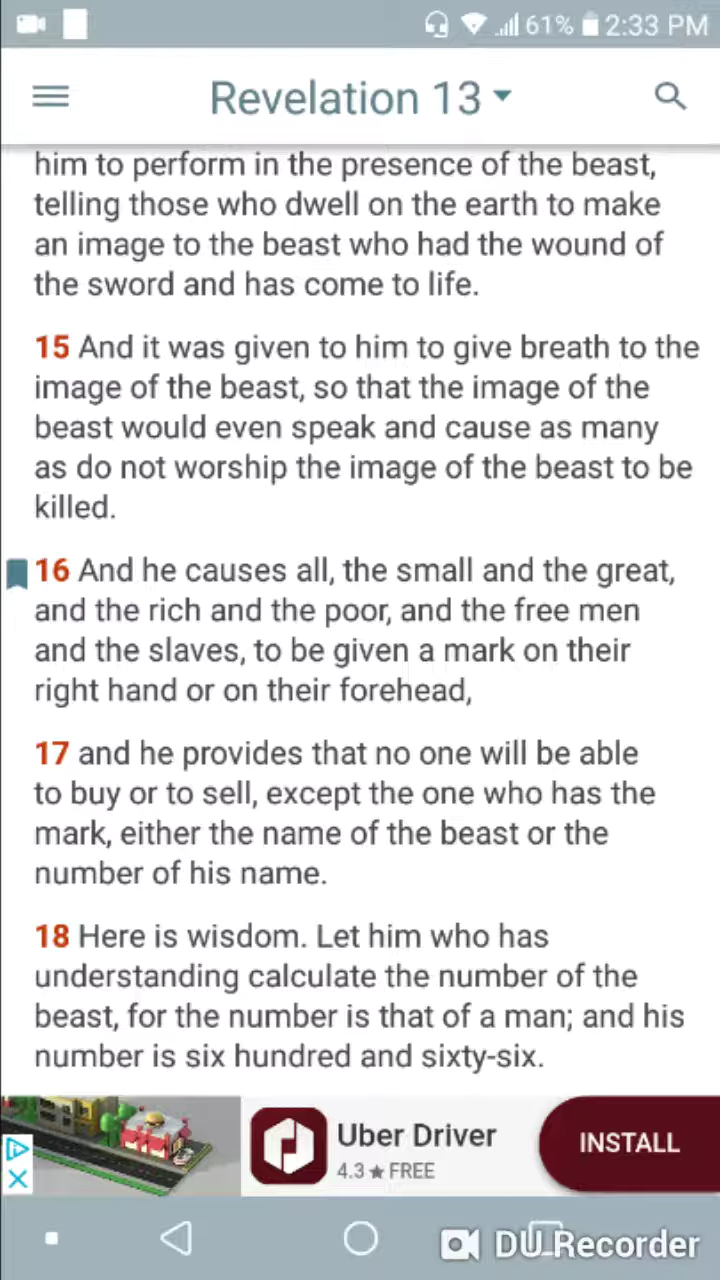 61% 2:33 PM
Revelation 13
him to perform in the presence of the beast,
telling those who dwell on the earth to make
an image to the beast who had the wound of
the sword and has come to life.
15 And it was given to him to give breath to the
image of the beast, so that the image of the
beast would even speak and cause as many
as do not worship the image of the beast to be
killed.
16 And he causes all, the small and the great,
and the rich and the poor, and the free men
and the slaves, to be given a mark on their
right hand or on their forehead,
17 and he provides that no one will be able
to buy or to sell, except the one who has the
mark, either the name of the beast or the
number of his name.
18 Here is wisdom. Let him who has
understanding calculate the number of the
beast, for the number is that of a man; and his
number is six hundred and sixty-six.
Uber Driver
4.3★FREE
INSTALL
DU Recorder